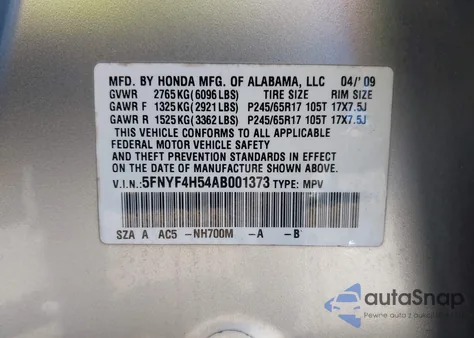 MFD. BY HONDA MFG. OF ALABAMA, LLC 04/'09
GVWR 2765KG(6096LBS) TIRE SIZE RIM SIZE
GAWR F 1325KG(2921LBS) P245/65R17 105T 17X7.5J
GAWR R 1525KG(3362LBS) P245/65R17 105T 17X7.5J
THIS VEHICLE CONFORMS TO ALL APPLICABLE
FEDERAL MOTOR VEHICLE SAFETY
AND THEFT PREVENTION STANDARDS IN EFFECT
ON THE DATE OF MANUFACTURE SHOWN ABOVE.
V.I.N.:5FNYF4H54AB001373 TYPE: MPV
SZA A AC5 -NH700M -A -B
autoSnap
Pewne auto z aukcji